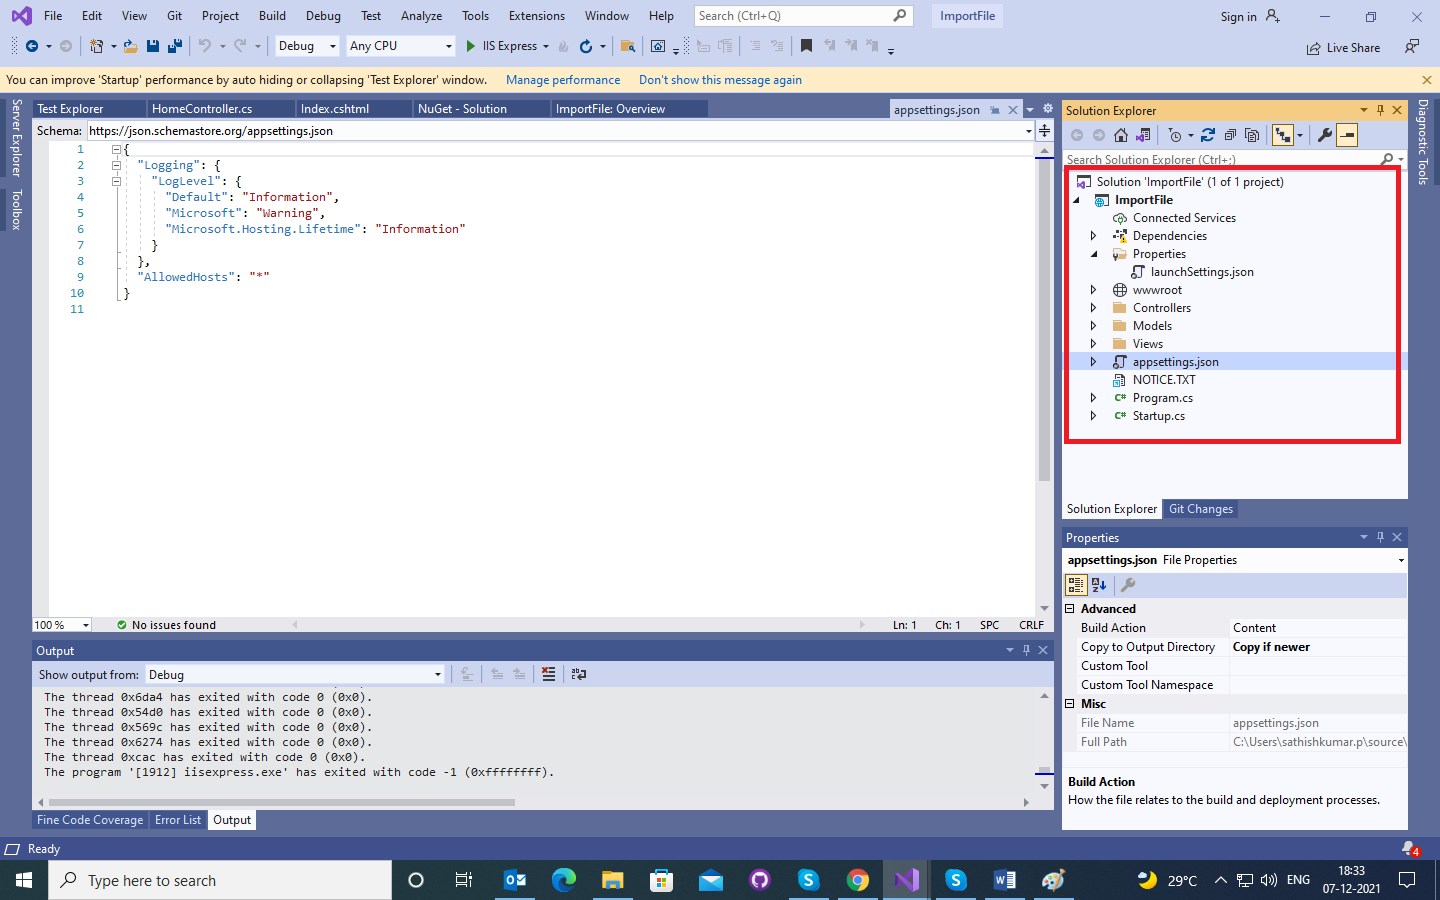 File Edit View Git Project Build Debug Test Analyze Tools Extensions Window Help Search (Ctrl+Q) ImportFile Sign in
Debug Any CPU IIS Express Live Share
You can improve 'Startup' performance by auto hiding or collapsing 'Test Explorer' window. Manage performance Don't show this message again
Server Explorer
Toolbox
Test Explorer HomeController.cs Index.cshtml NuGet - Solution ImportFile: Overview appsettings.json
Schema: https://json.schemastore.org/appsettings.json
1 {
2 "Logging": {
3 "LogLevel": {
4 "Default": "Information",
5 "Microsoft": "Warning",
6 "Microsoft.Hosting.Lifetime": "Information"
7 }
8 },
9 "AllowedHosts": "*"
10 }
11
100 % No issues found Ln: 1 Ch: 1 SPC CRLF
Output
Show output from: Debug
The thread 0x6da4 has exited with code 0 (0x0).
The thread 0x54d0 has exited with code 0 (0x0).
The thread 0x569c has exited with code 0 (0x0).
The thread 0x6274 has exited with code 0 (0x0).
The thread 0xcac has exited with code 0 (0x0).
The program '[1912] iisexpress.exe' has exited with code -1 (0xffffffff).
Fine Code Coverage Error List Output
Solution Explorer
Search Solution Explorer (Ctrl+;)
Solution 'ImportFile' (1 of 1 project)
ImportFile
Connected Services
Dependencies
Properties
launchSettings.json
wwwroot
Controllers
Models
Views
appsettings.json
NOTICE.TXT
C# Program.cs
C# Startup.cs
Solution Explorer Git Changes
Properties
appsettings.json File Properties
Advanced
Build Action Content
Copy to Output Directory Copy if newer
Custom Tool
Custom Tool Namespace
Misc
File Name appsettings.json
Full Path C:\Users\sathishkumar.p\source\
Build Action
How the file relates to the build and deployment processes.
Diagnostic Tools
Ready 4
Type here to search 29°C ENG 18:33
07-12-2021